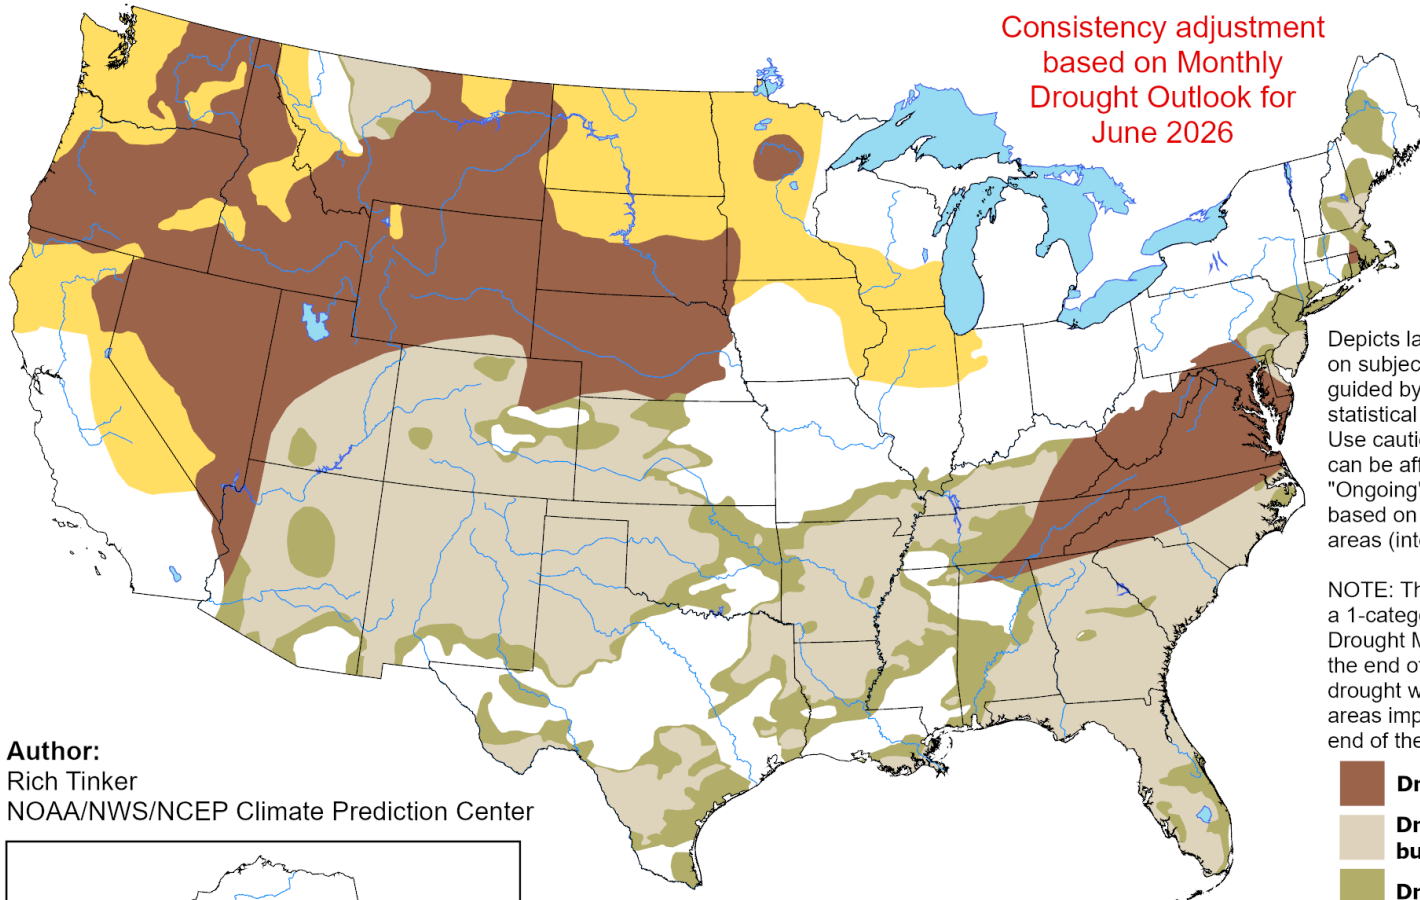 Consistency adjustment
based on Monthly
Drought Outlook for
June 2026
Depicts la
on subjec
guided by
statistical
Use cauti
can be aff
"Ongoing"
based on
areas (inte
NOTE: Th
a 1-catego
Drought M
the end of
drought w
areas imp
end of the
Author:
Rich Tinker
NOAA/NWS/NCEP Climate Prediction Center
Dr
Dr
bu
Dr